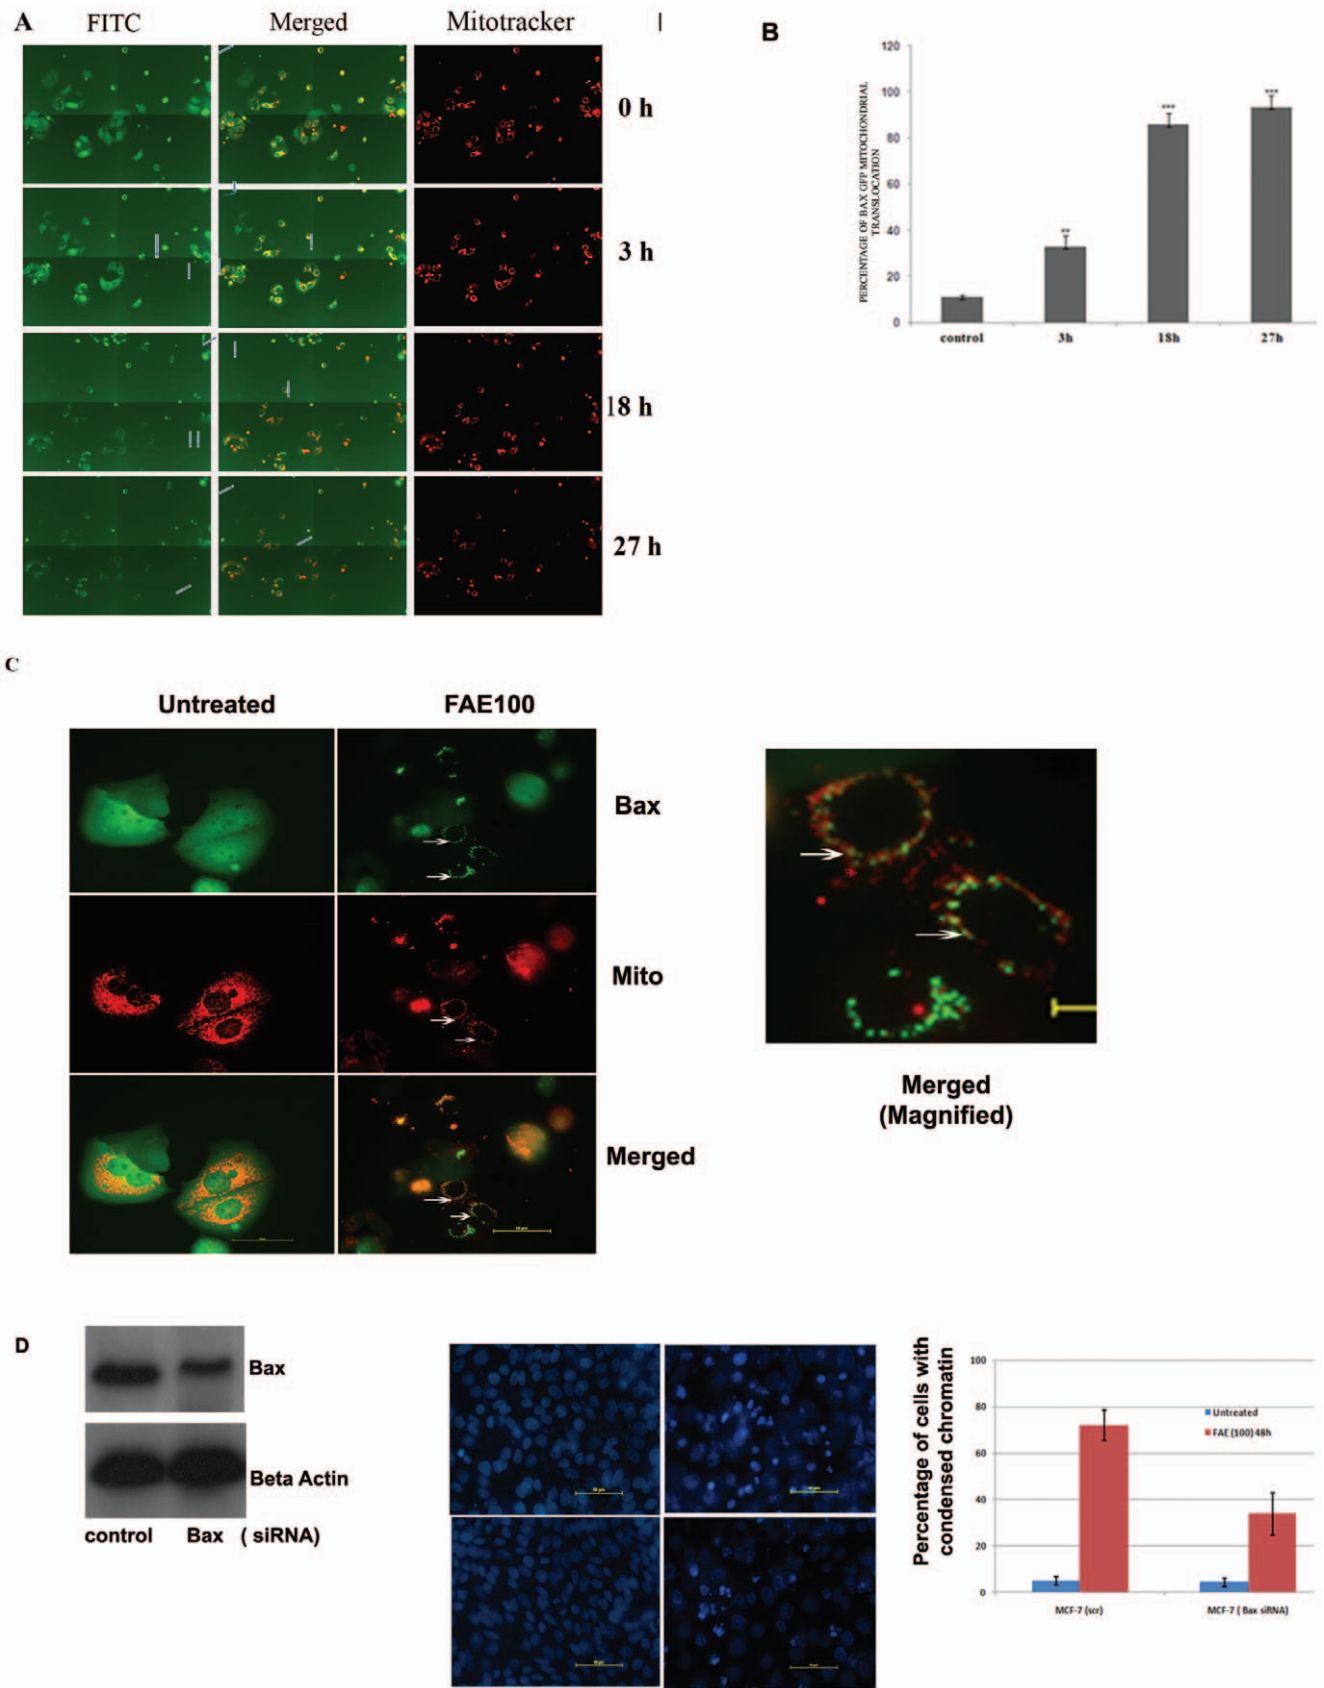 A
FITC
Merged
Mitotracker
0 h
3 h
18 h
27 h
B
PERCENTAGE OF BAX GFP MITOCHONDRIAL
TRANSLOCATION
120
100
80
60
40
20
0
**
***
***
control
3h
18h
27h
C
Untreated
FAE100
Bax
Mito
Merged
Merged
(Magnified)
D
Bax
Beta Actin
control Bax ( siRNA)
Percentage of cells with
condensed chromatin
100
80
60
40
20
0
Untreated
FAE (100) 48h
MCF-7 (scr)
MCF-7 ( Bax siRNA)